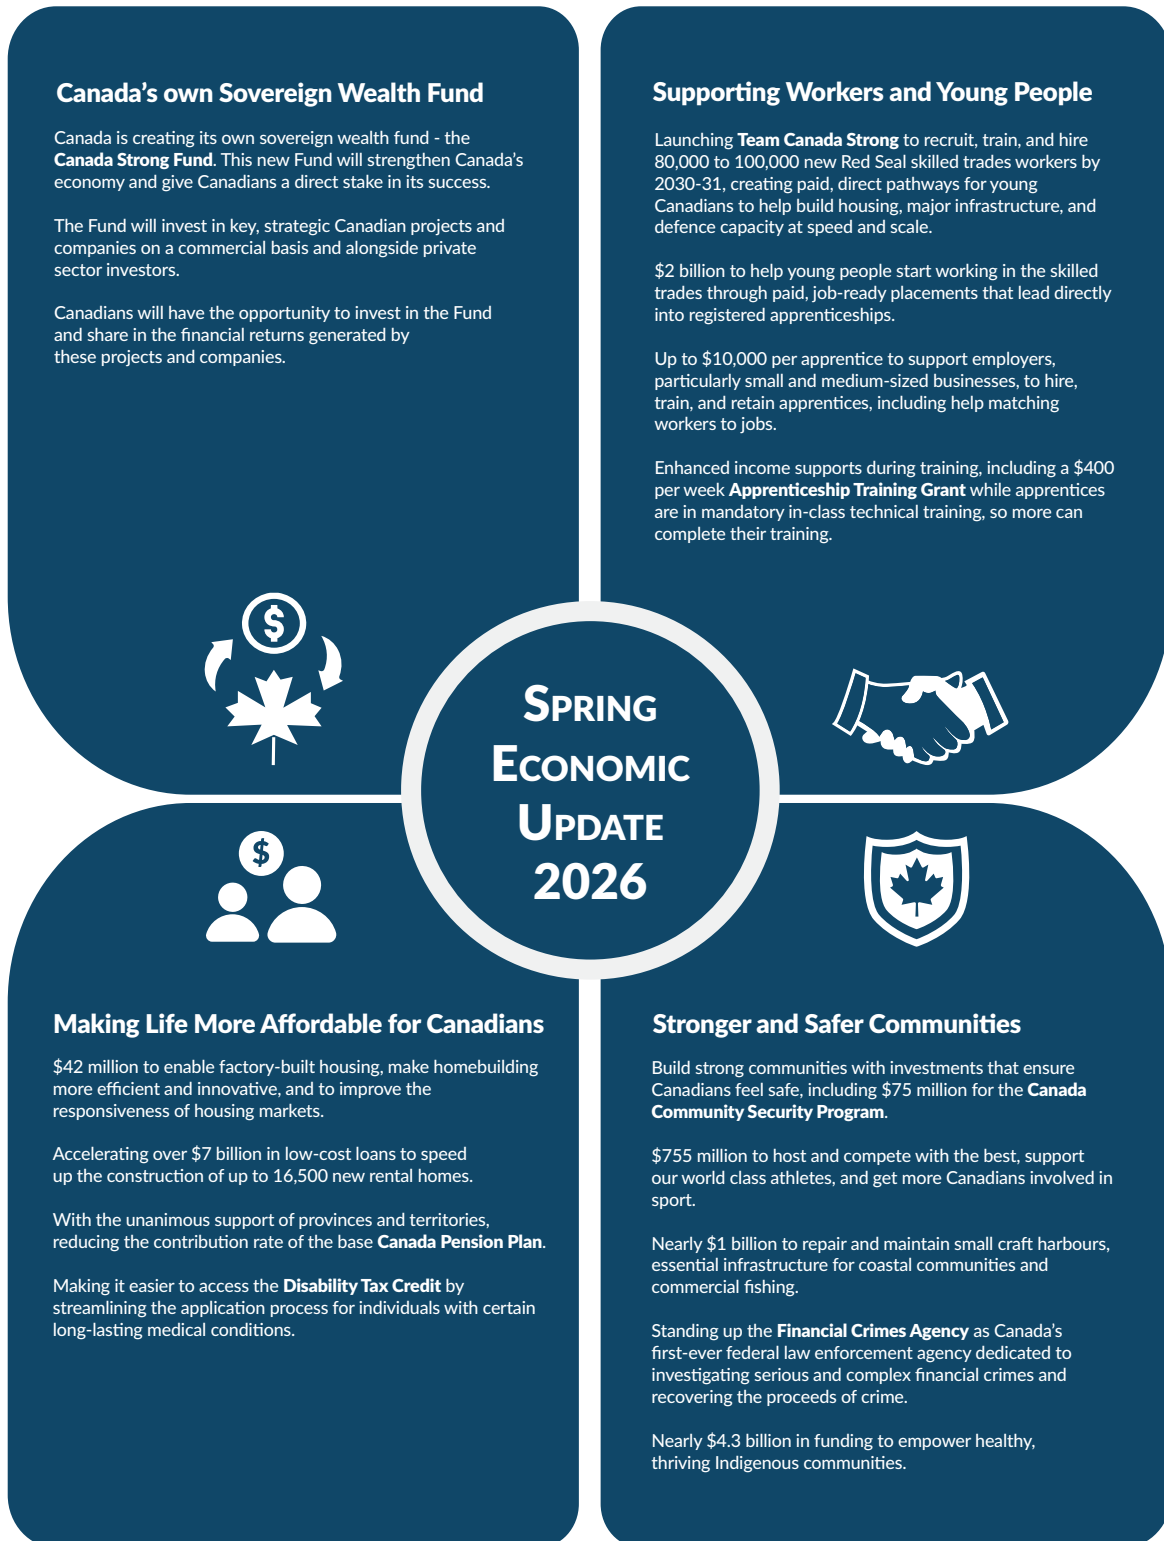 Canada’s own Sovereign Wealth Fund
Canada is creating its own sovereign wealth fund - the
Canada Strong Fund. This new Fund will strengthen Canada’s
economy and give Canadians a direct stake in its success.
The Fund will invest in key, strategic Canadian projects and
companies on a commercial basis and alongside private
sector investors.
Canadians will have the opportunity to invest in the Fund
and share in the financial returns generated by
these projects and companies.
$
Supporting Workers and Young People
Launching Team Canada Strong to recruit, train, and hire
80,000 to 100,000 new Red Seal skilled trades workers by
2030-31, creating paid, direct pathways for young
Canadians to help build housing, major infrastructure, and
defence capacity at speed and scale.
$2 billion to help young people start working in the skilled
trades through paid, job-ready placements that lead directly
into registered apprenticeships.
Up to $10,000 per apprentice to support employers,
particularly small and medium-sized businesses, to hire,
train, and retain apprentices, including help matching
workers to jobs.
Enhanced income supports during training, including a $400
per week Apprenticeship Training Grant while apprentices
are in mandatory in-class technical training, so more can
complete their training.
SPRING
ECONOMIC
UPDATE
2026
$
Making Life More Affordable for Canadians
$42 million to enable factory-built housing, make homebuilding
more efficient and innovative, and to improve the
responsiveness of housing markets.
Accelerating over $7 billion in low-cost loans to speed
up the construction of up to 16,500 new rental homes.
With the unanimous support of provinces and territories,
reducing the contribution rate of the base Canada Pension Plan.
Making it easier to access the Disability Tax Credit by
streamlining the application process for individuals with certain
long-lasting medical conditions.
Stronger and Safer Communities
Build strong communities with investments that ensure
Canadians feel safe, including $75 million for the Canada
Community Security Program.
$755 million to host and compete with the best, support
our world class athletes, and get more Canadians involved in
sport.
Nearly $1 billion to repair and maintain small craft harbours,
essential infrastructure for coastal communities and
commercial fishing.
Standing up the Financial Crimes Agency as Canada’s
first-ever federal law enforcement agency dedicated to
investigating serious and complex financial crimes and
recovering the proceeds of crime.
Nearly $4.3 billion in funding to empower healthy,
thriving Indigenous communities.